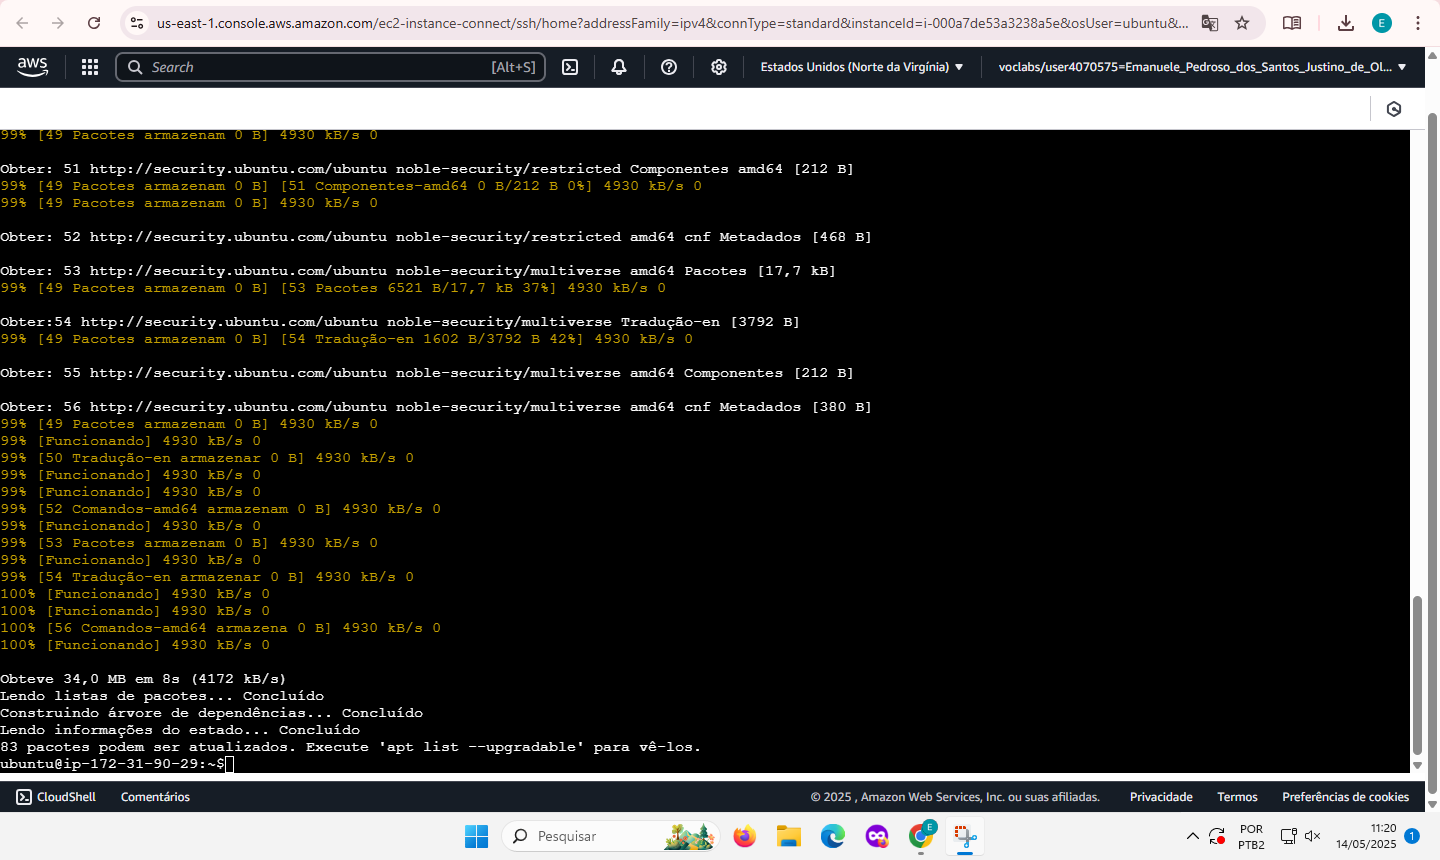 us-east-1.console.aws.amazon.com/ec2-instance-connect/ssh/home?addressFamily=ipv4&connType=standard&instanceId=i-000a7de53a3238a5e&osUser=ubuntu&...
E
aws
Search
[Alt+S]
Estados Unidos (Norte da Virgínia)
voclabs/user4070575=Emanuele_Pedroso_dos_Santos_Justino_de_Ol...
99% [49 Pacotes armazenam 0 B] 4930 kB/s 0
Obter: 51 http://security.ubuntu.com/ubuntu noble-security/restricted Componentes amd64 [212 B]
99% [49 Pacotes armazenam 0 B] [51 Componentes-amd64 0 B/212 B 0%] 4930 kB/s 0
99% [49 Pacotes armazenam 0 B] 4930 kB/s 0
Obter: 52 http://security.ubuntu.com/ubuntu noble-security/restricted amd64 cnf Metadados [468 B]
Obter: 53 http://security.ubuntu.com/ubuntu noble-security/multiverse amd64 Pacotes [17,7 kB]
99% [49 Pacotes armazenam 0 B] [53 Pacotes 6521 B/17,7 kB 37%] 4930 kB/s 0
Obter:54 http://security.ubuntu.com/ubuntu noble-security/multiverse Tradução-en [3792 B]
99% [49 Pacotes armazenam 0 B] [54 Tradução-en 1602 B/3792 B 42%] 4930 kB/s 0
Obter: 55 http://security.ubuntu.com/ubuntu noble-security/multiverse amd64 Componentes [212 B]
Obter: 56 http://security.ubuntu.com/ubuntu noble-security/multiverse amd64 cnf Metadados [380 B]
99% [49 Pacotes armazenam 0 B] 4930 kB/s 0
99% [Funcionando] 4930 kB/s 0
99% [50 Tradução-en armazenar 0 B] 4930 kB/s 0
99% [Funcionando] 4930 kB/s 0
99% [Funcionando] 4930 kB/s 0
99% [52 Comandos-amd64 armazenam 0 B] 4930 kB/s 0
99% [Funcionando] 4930 kB/s 0
99% [53 Pacotes armazenam 0 B] 4930 kB/s 0
99% [Funcionando] 4930 kB/s 0
99% [54 Tradução-en armazenar 0 B] 4930 kB/s 0
100% [Funcionando] 4930 kB/s 0
100% [Funcionando] 4930 kB/s 0
100% [56 Comandos-amd64 armazena 0 B] 4930 kB/s 0
100% [Funcionando] 4930 kB/s 0
Obteve 34,0 MB em 8s (4172 kB/s)
Lendo listas de pacotes... Concluído
Construindo árvore de dependências... Concluído
Lendo informações do estado... Concluído
83 pacotes podem ser atualizados. Execute 'apt list --upgradable' para vê-los.
ubuntu@ip-172-31-90-29:~$
CloudShell
Comentários
© 2025 , Amazon Web Services, Inc. ou suas afiliadas.
Privacidade
Termos
Preferências de cookies
Pesquisar
E
POR
PTB2
11:20
14/05/2025
1